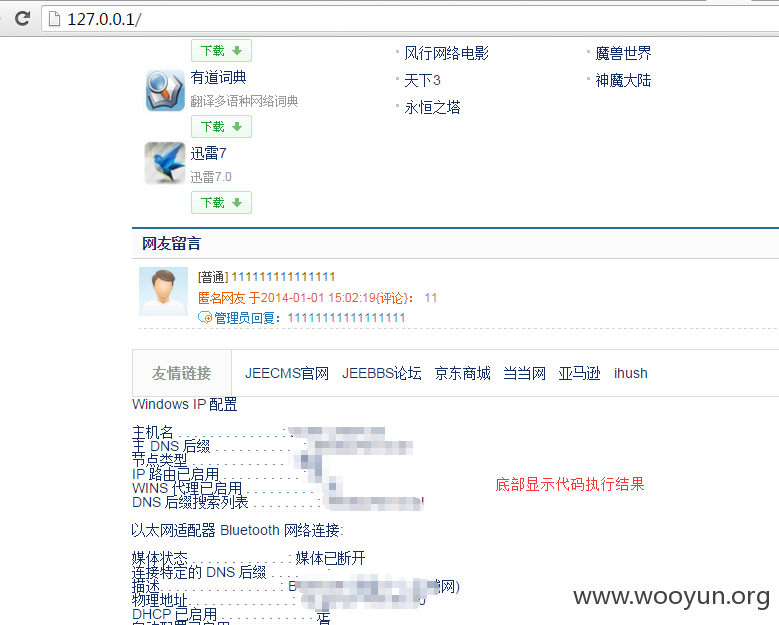 127.0.0.1/
下载
有道词典
翻译多语种网络词典
下载
迅雷7
迅雷7.0
下载
风行网络电影
天下3
永恒之塔
魔兽世界
神魔大陆
网友留言
[普通] 111111111111111
匿名网友 于2014-01-01 15:02:19{评论}： 11
管理员回复：11111111111111111
友情链接 JEECMS官网 JEEBBS论坛 京东商城 当当网 亚马逊 ihush
Windows IP 配置
主机名 . . . . . . . . . . . . . :
主 DNS 后缀 . . . . . . . . . . . :
节点类型 . . . . . . . . . . . .
IP 路由已启用 . . . . . . . . . . :
WINS 代理已启用 . . . . . . . . .
DNS 后缀搜索列表 . . . . . . . . :
底部显示代码执行结果
以太网适配器 Bluetooth 网络连接:
媒体状态 . . . . . . . . . . . . : 媒体已断开
连接特定的 DNS 后缀 . . . .
描述. . . . . . . . . . . . . . : B 网)
物理地址. . . . . . . . . . . . 0
DHCP 已启用 . . . . . . . . . . . : 是
自动配置已启用. . . . . . . . . . : 是
www.wooyun.org